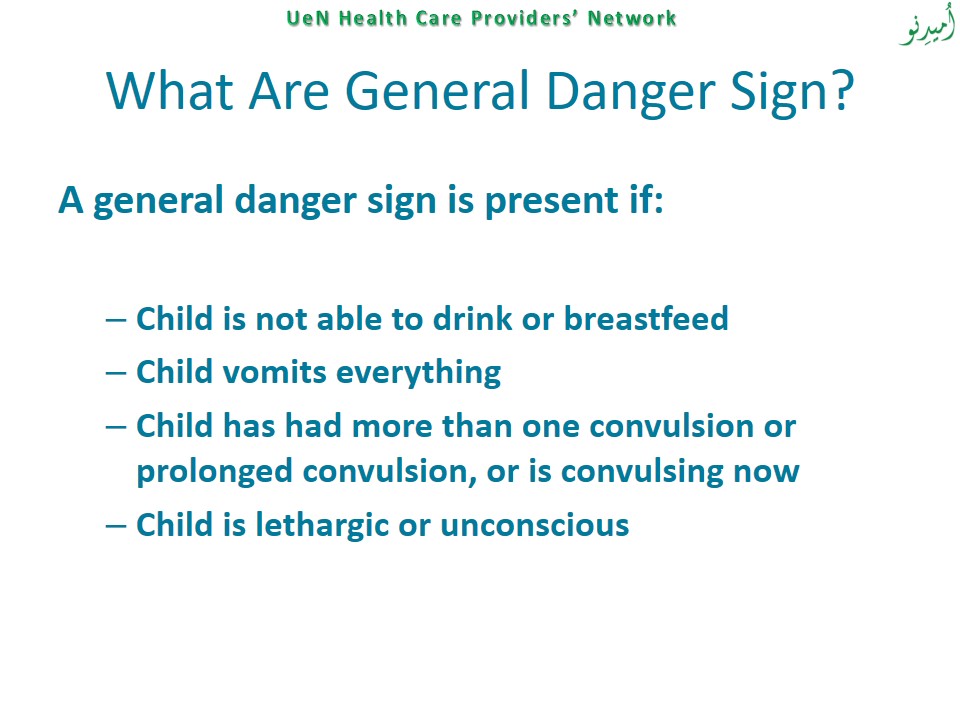 UeN Health Care Providers’ Network
اُمیدِنو
What Are General Danger Sign?
A general danger sign is present if:
– Child is not able to drink or breastfeed
– Child vomits everything
– Child has had more than one convulsion or
prolonged convulsion, or is convulsing now
– Child is lethargic or unconscious